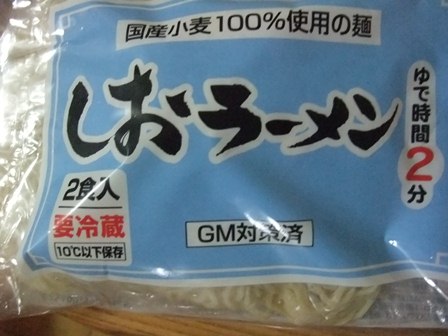 国産小麦100%使用の麺
しおラーメン
ゆで時間2分
2食入
要冷蔵
10℃以下保存
GM対策済